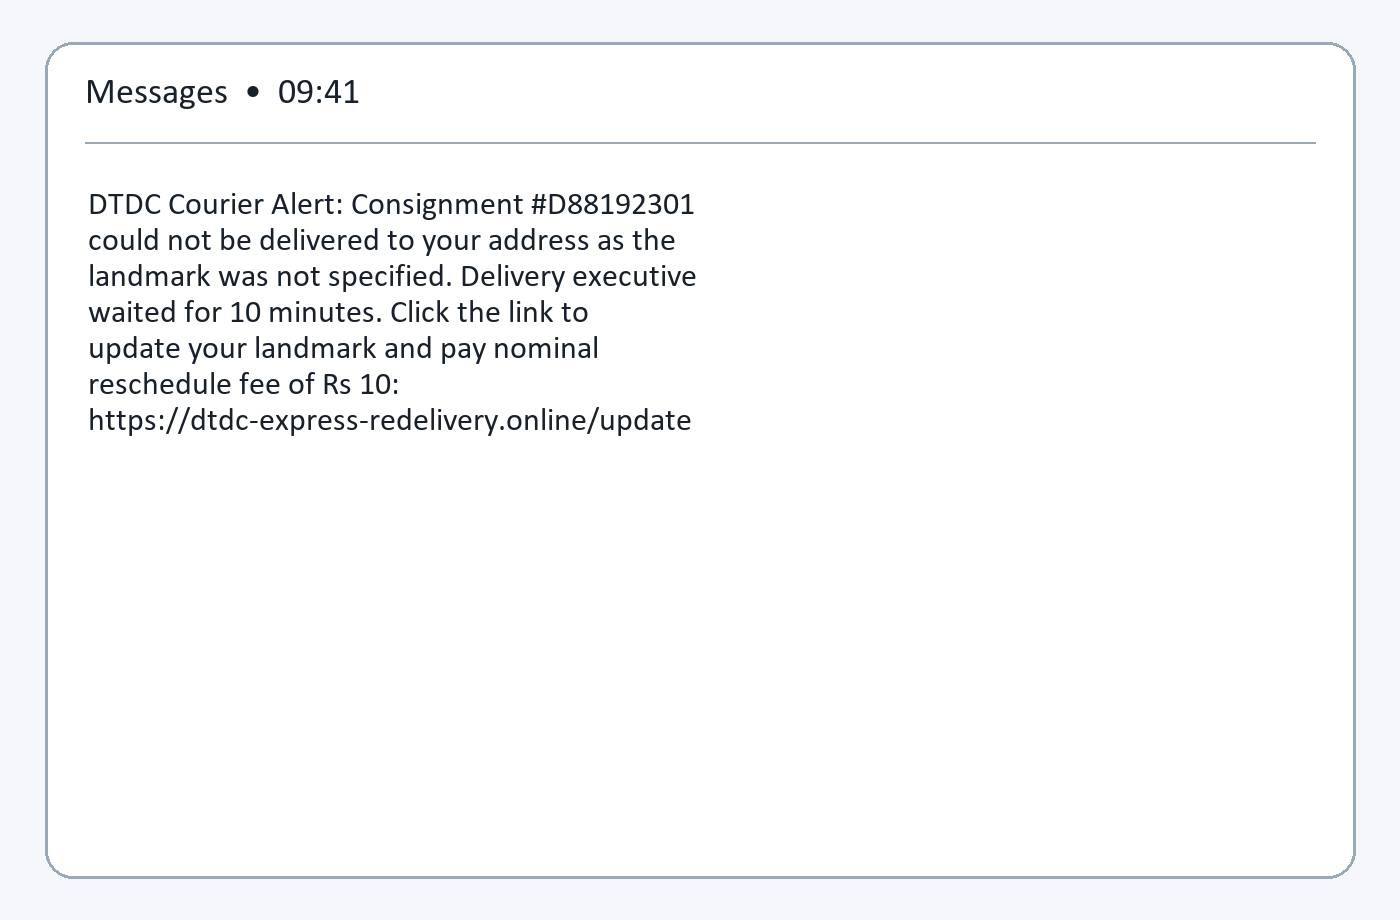 Messages • 09:41
DTDC Courier Alert: Consignment #D88192301
could not be delivered to your address as the
landmark was not specified. Delivery executive
waited for 10 minutes. Click the link to
update your landmark and pay nominal
reschedule fee of Rs 10:
https://dtdc-express-redelivery.online/update